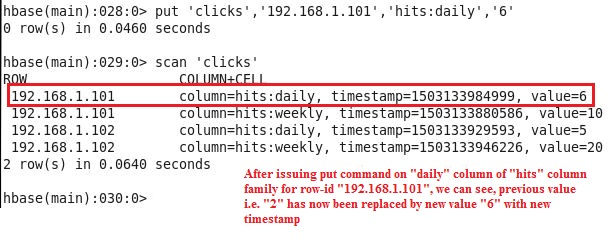 hbase(main):028:0> put 'clicks','192.168.1.101','hits:daily','6'
0 row(s) in 0.0460 seconds
hbase(main):029:0> scan 'clicks'
ROW COLUMN+CELL
192.168.1.101 column=hits:daily, timestamp=1503133984999, value=6
192.168.1.101 column=hits:weekly, timestamp=1503133880586, value=10
192.168.1.102 column=hits:daily, timestamp=1503133929593, value=5
192.168.1.102 column=hits:weekly, timestamp=1503133946226, value=20
2 row(s) in 0.0640 seconds
After issuing put command on "daily" column of "hits" column
family for row-id "192.168.1.101", we can see, previous value
i.e. "2" has now been replaced by new value "6" with new
timestamp
hbase(main):030:0>